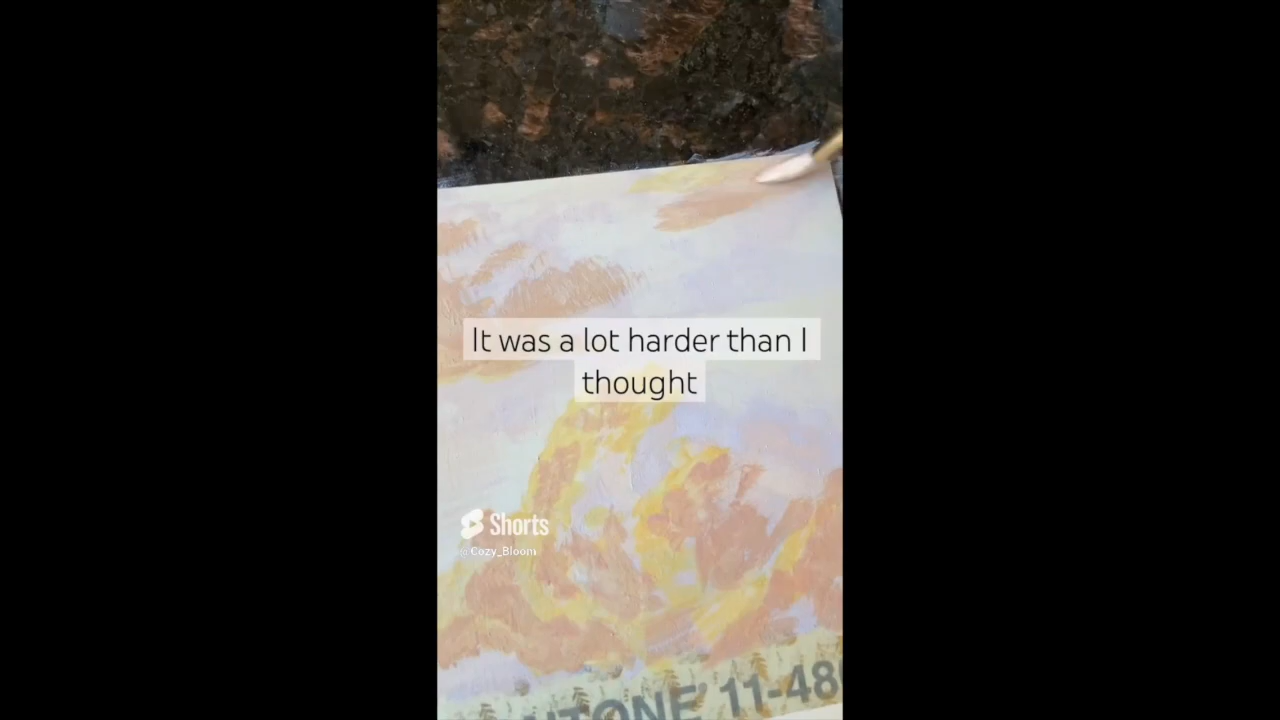 It was a lot harder than I
thought
Shorts
@Cozy_Bloom
11-48